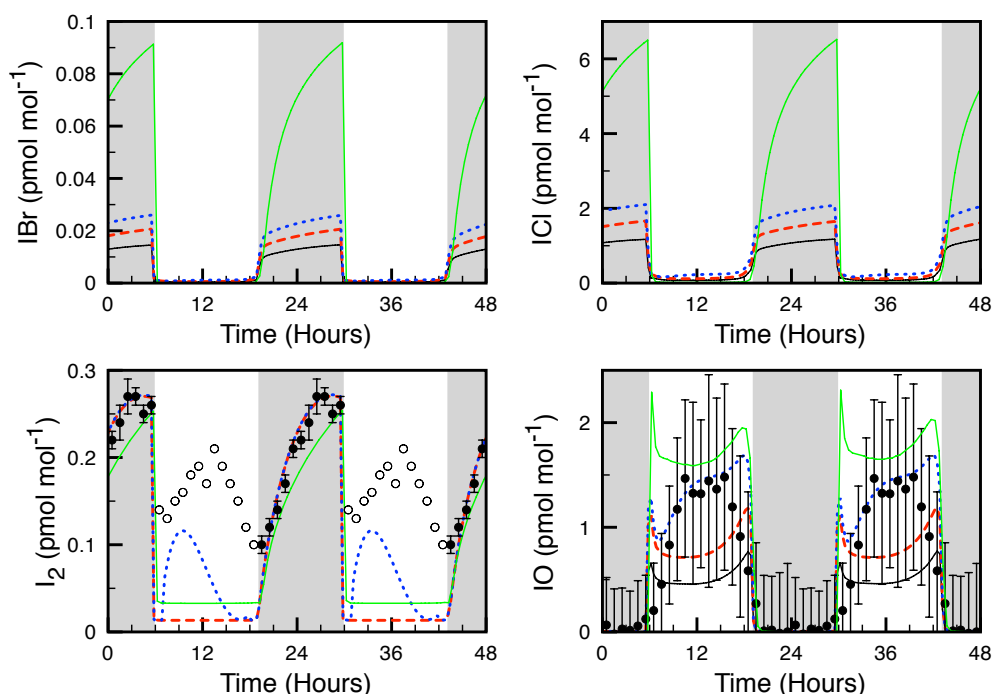 0.1
0.08
0.06
0.04
0.02
0
IBr (pmol mol⁻¹)
0 12 24 36 48
Time (Hours)
6
4
2
0
ICl (pmol mol⁻¹)
0 12 24 36 48
Time (Hours)
0.3
0.2
0.1
0
I₂ (pmol mol⁻¹)
0 12 24 36 48
Time (Hours)
2
1
0
IO (pmol mol⁻¹)
0 12 24 36 48
Time (Hours)